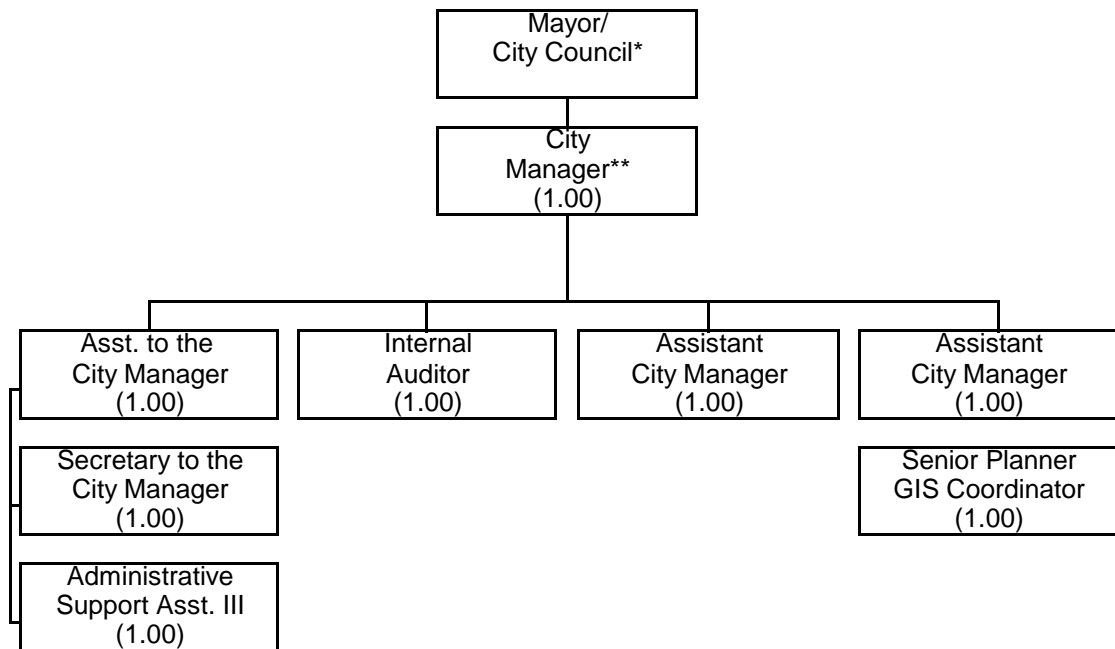 Mayor/
City Council*
City
Manager**
(1.00)
Asst. to the
City Manager
(1.00)
Internal
Auditor
(1.00)
Assistant
City Manager
(1.00)
Assistant
City Manager
(1.00)
Secretary to the
City Manager
(1.00)
Senior Planner
GIS Coordinator
(1.00)
Administrative
Support Asst. III
(1.00)